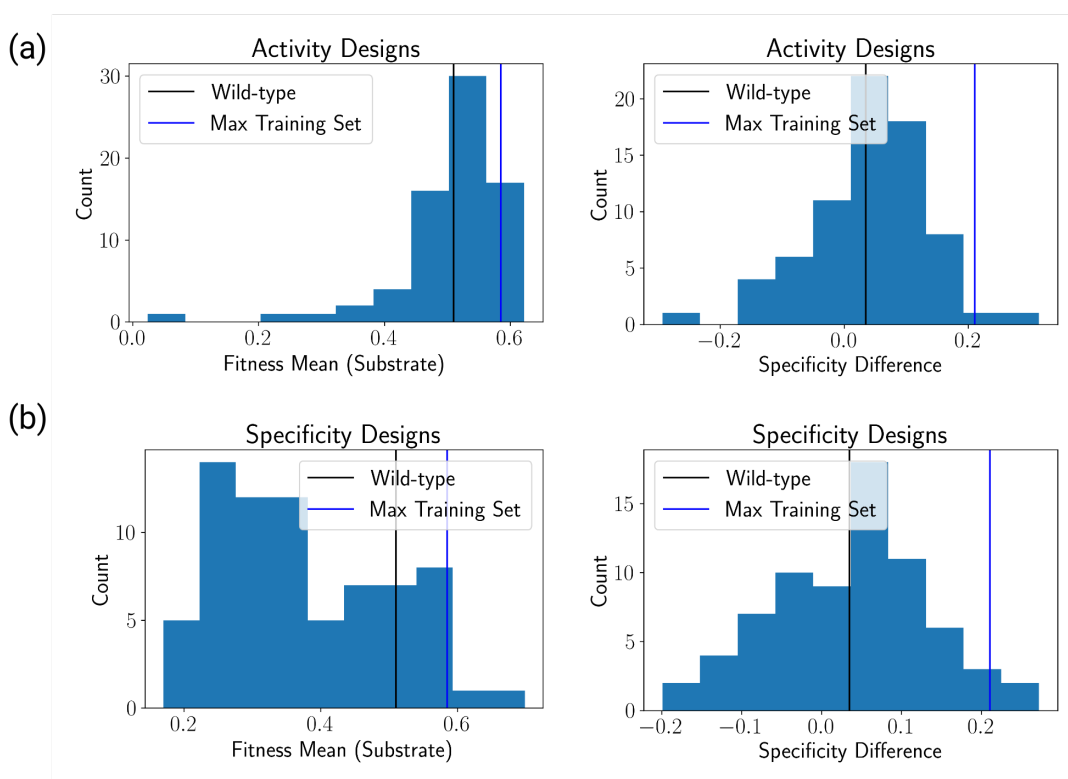 (a)
Activity Designs
Wild-type
Max Training Set
Count
30
20
10
0
0.0 0.2 0.4 0.6
Fitness Mean (Substrate)
Activity Designs
Wild-type
Max Training Set
Count
20
15
10
5
0
−0.2 0.0 0.2
Specificity Difference
(b)
Specificity Designs
Wild-type
Max Training Set
Count
10
5
0
0.2 0.4 0.6
Fitness Mean (Substrate)
Specificity Designs
Wild-type
Max Training Set
Count
15
10
5
0
−0.2 −0.1 0.0 0.1 0.2
Specificity Difference